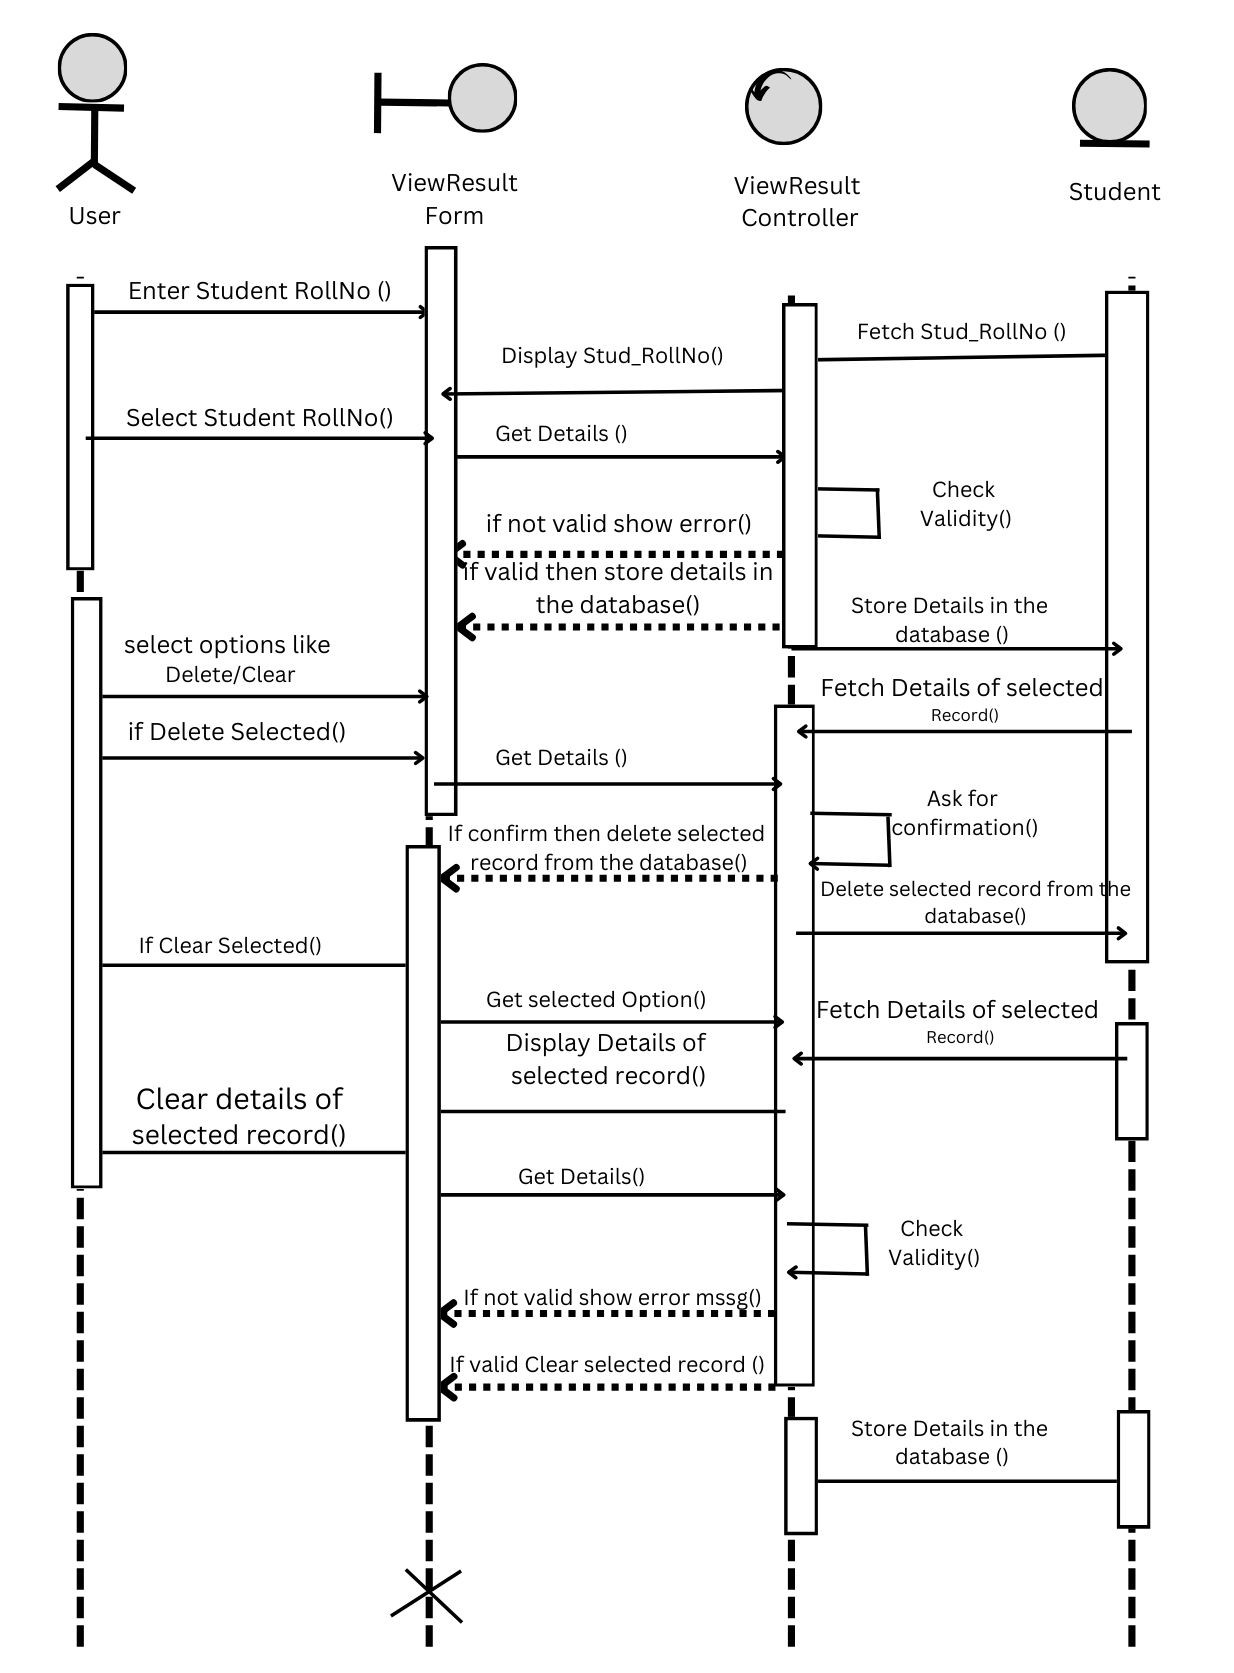 User
ViewResult
Form
ViewResult
Controller
Student
Enter Student RollNo ()
Fetch Stud_RollNo ()
Display Stud_RollNo()
Select Student RollNo()
Get Details ()
Check
Validity()
if not valid show error()
if valid then store details in
the database()
Store Details in the
database ()
select options like
Delete/Clear
Fetch Details of selected
Record()
if Delete Selected()
Get Details ()
Ask for
confirmation()
If confirm then delete selected
record from the database()
Delete selected record from the
database()
If Clear Selected()
Get selected Option()
Fetch Details of selected
Record()
Display Details of
selected record()
Clear details of
selected record()
Get Details()
Check
Validity()
If not valid show error mssg()
If valid Clear selected record ()
Store Details in the
database ()